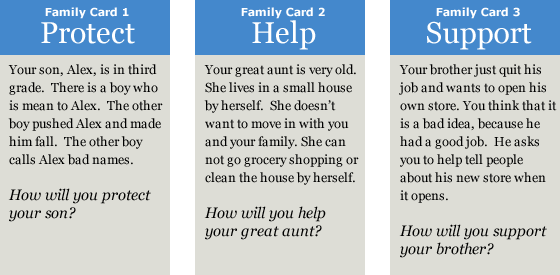 Family Card 1
Protect
Your son, Alex, is in third
grade.  There is a boy who
is mean to Alex.  The other
boy pushed Alex and made
him fall.  The other boy
calls Alex bad names.
How will you protect
your son?
Family Card 2
Help
Your great aunt is very old.
She lives in a small house
by herself.  She doesn't
want to move in with you
and your family. She can
not go grocery shopping or
clean the house by herself.
How will you help
your great aunt?
Family Card 3
Support
Your brother just quit his
job and wants to open his
own store. You think that it
is a bad idea, because he
had a good job.  He asks
you to help tell people
about his new store when
it opens.
How will you support
your brother?